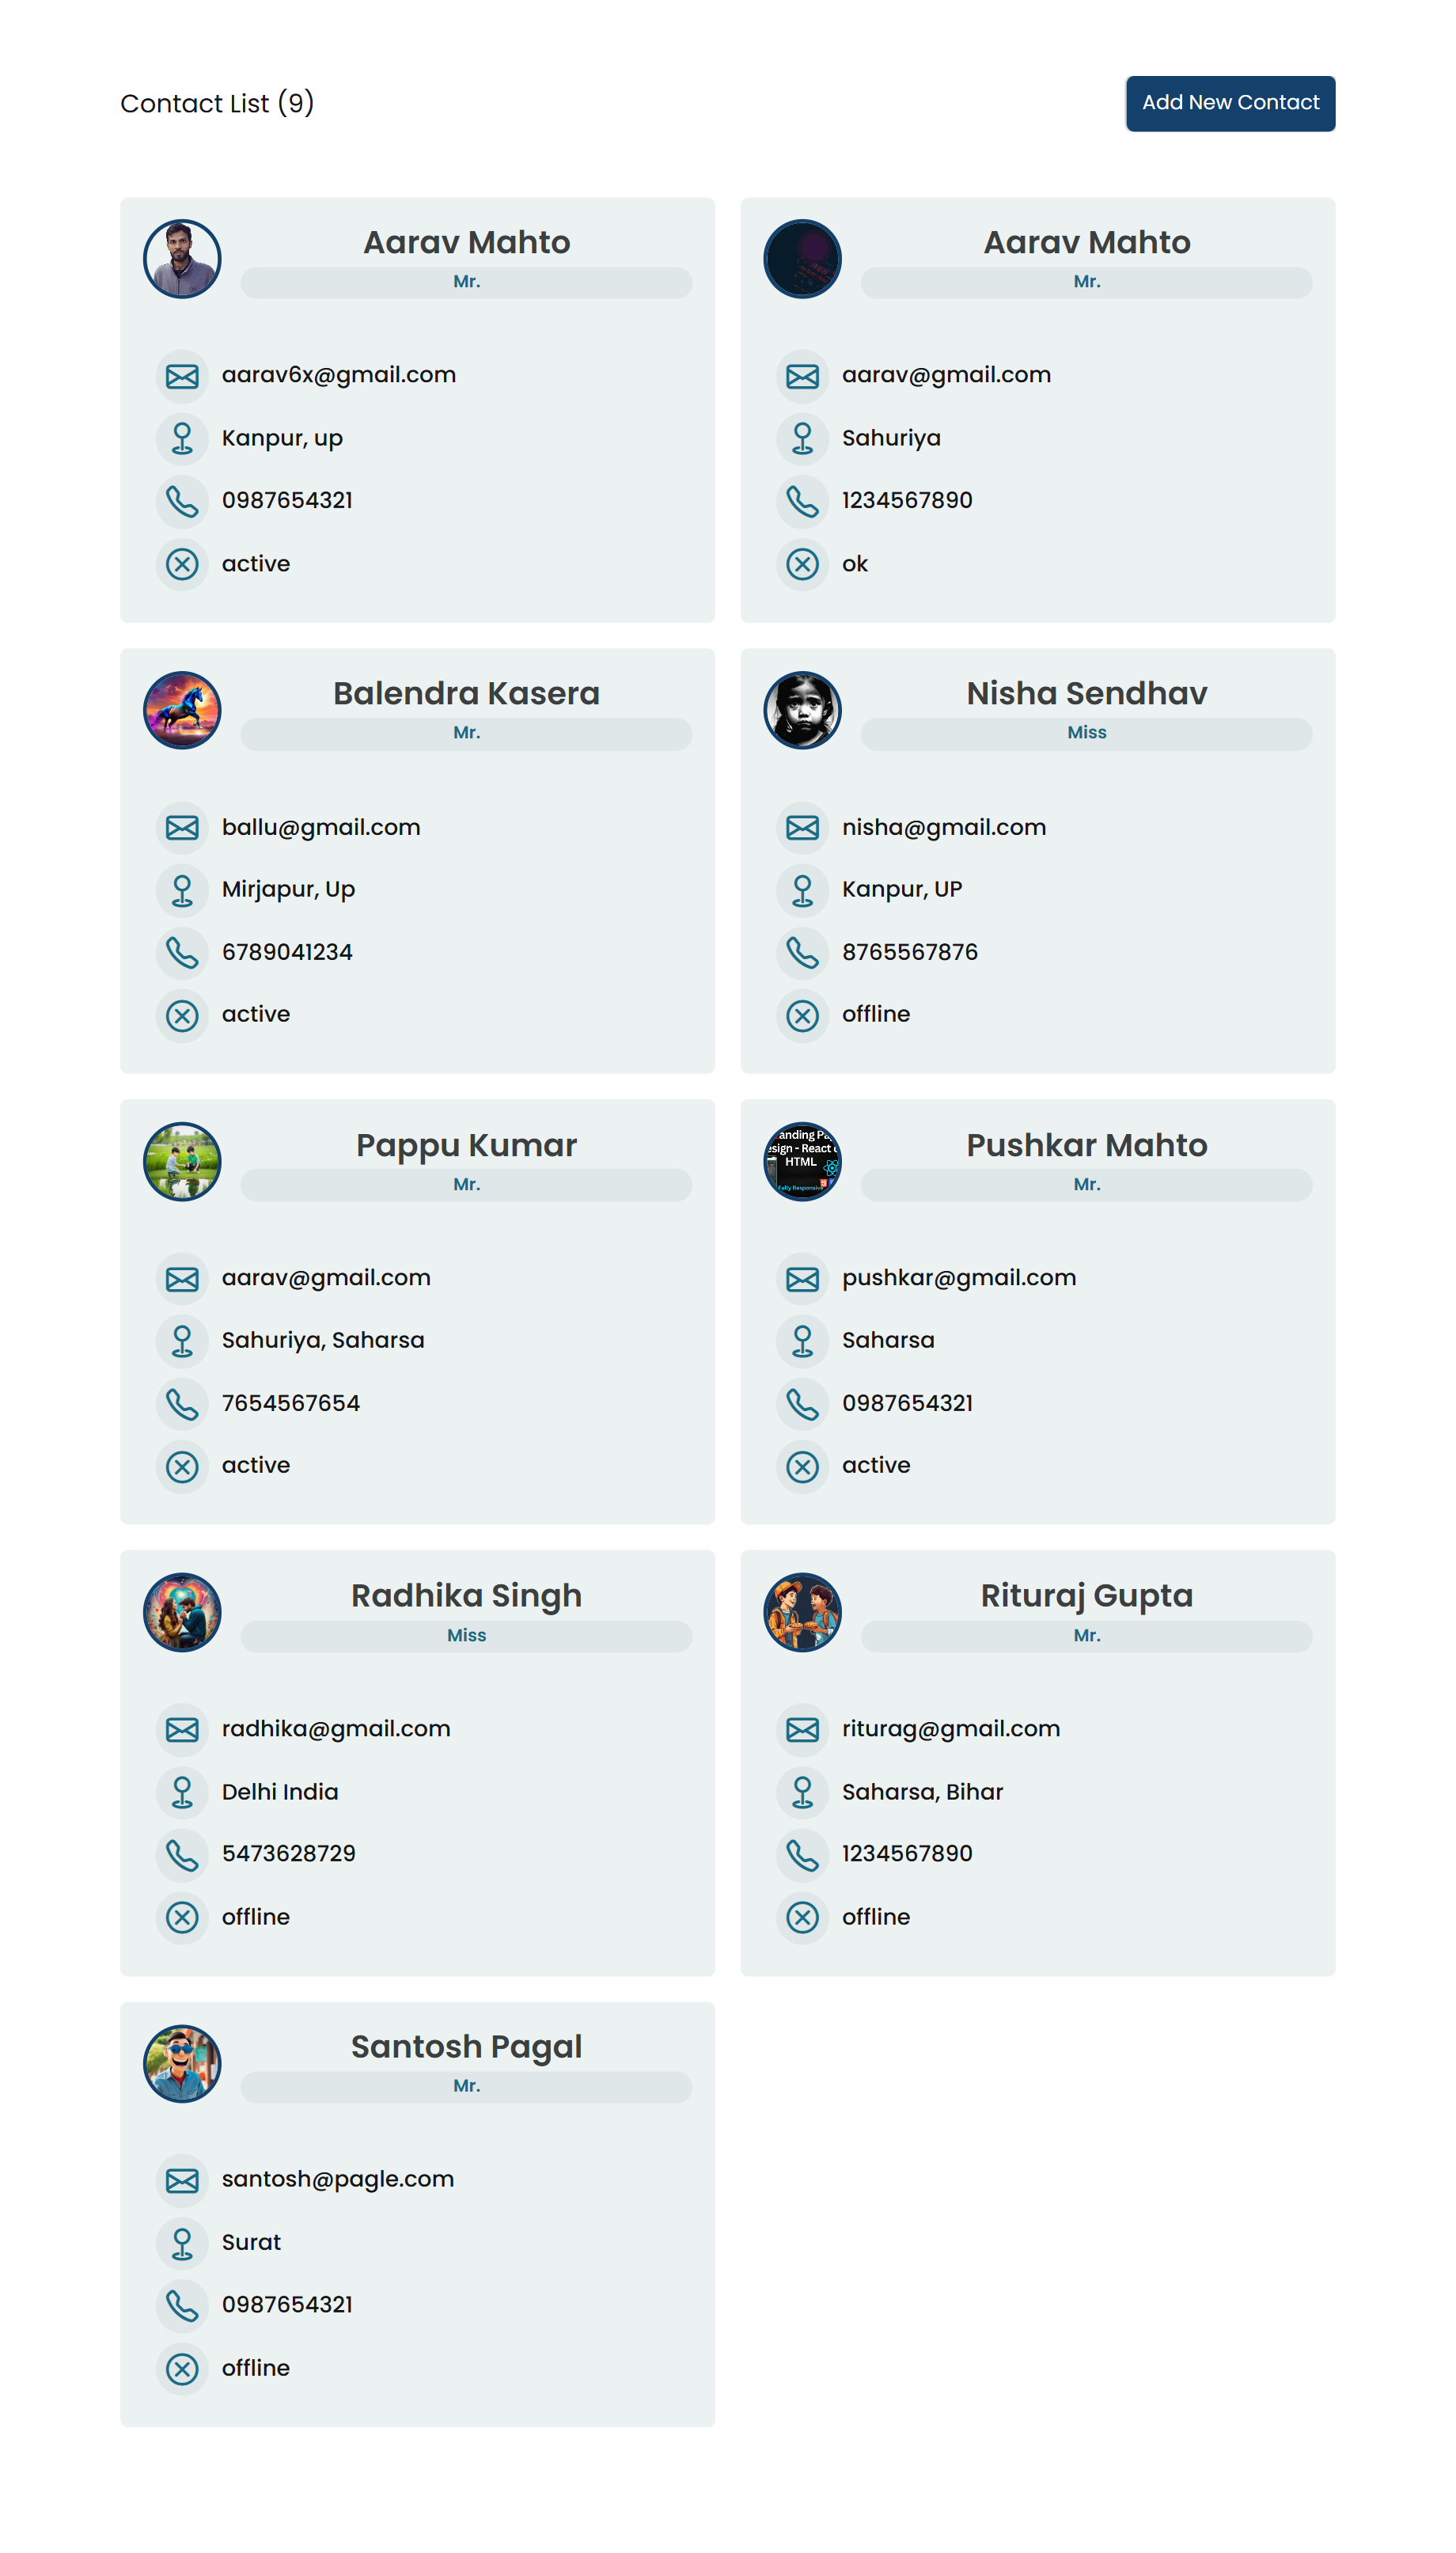 Contact List (9)
Add New Contact
Aarav Mahto
Mr.
aarav6x@gmail.com
Kanpur, up
0987654321
active
Aarav Mahto
Mr.
aarav@gmail.com
Sahuriya
1234567890
ok
Balendra Kasera
Mr.
ballu@gmail.com
Mirjapur, Up
6789041234
active
Nisha Sendhav
Miss
nisha@gmail.com
Kanpur, UP
8765567876
offline
Pappu Kumar
Mr.
aarav@gmail.com
Sahuriya, Saharsa
7654567654
active
anding Pa
esign - React
HTML
Fully Responsive
Pushkar Mahto
Mr.
pushkar@gmail.com
Saharsa
0987654321
active
Radhika Singh
Miss
radhika@gmail.com
Delhi India
5473628729
offline
Rituraj Gupta
Mr.
riturag@gmail.com
Saharsa, Bihar
1234567890
offline
Santosh Pagal
Mr.
santosh@pagle.com
Surat
0987654321
offline